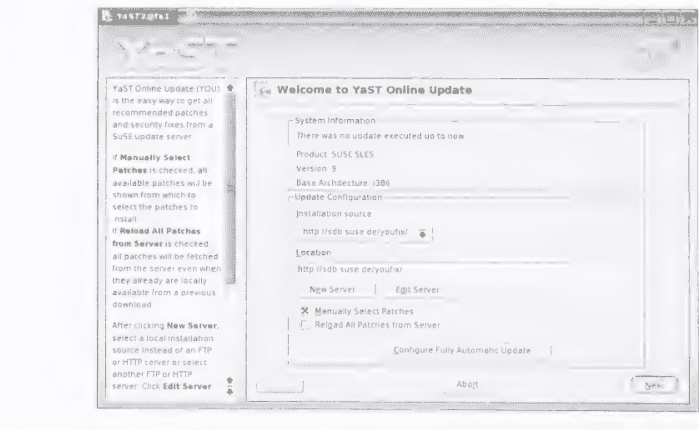 YaST2@fs1
YaST
YaST Online Update (YOU)
is the easy way to get all
recommended patches
and security fixes from a
SuSE update server.
If Manually Select
Patches is checked, all
available patches will be
shown from which to
select the patches to
install.
If Reload All Patches
from Server is checked
all patches will be fetched
from the server even when
they already are locally
available from a previous
download.
After clicking New Server,
select a local installation
source instead of an FTP
or HTTP server or select
another FTP or HTTP
server. Click Edit Server
Welcome to YaST Online Update
System Information
There was no update executed up to now
Product: SUSE SLES
Version: 9
Base Architecture: i386
Update Configuration
Installation source
http://sdb.suse.de/youfix/
Location
http://sdb.suse.de/youfix/
New Server
Edit Server
Manually Select Patches
Reload All Patches from Server
Configure Fully Automatic Update
Abort
Next